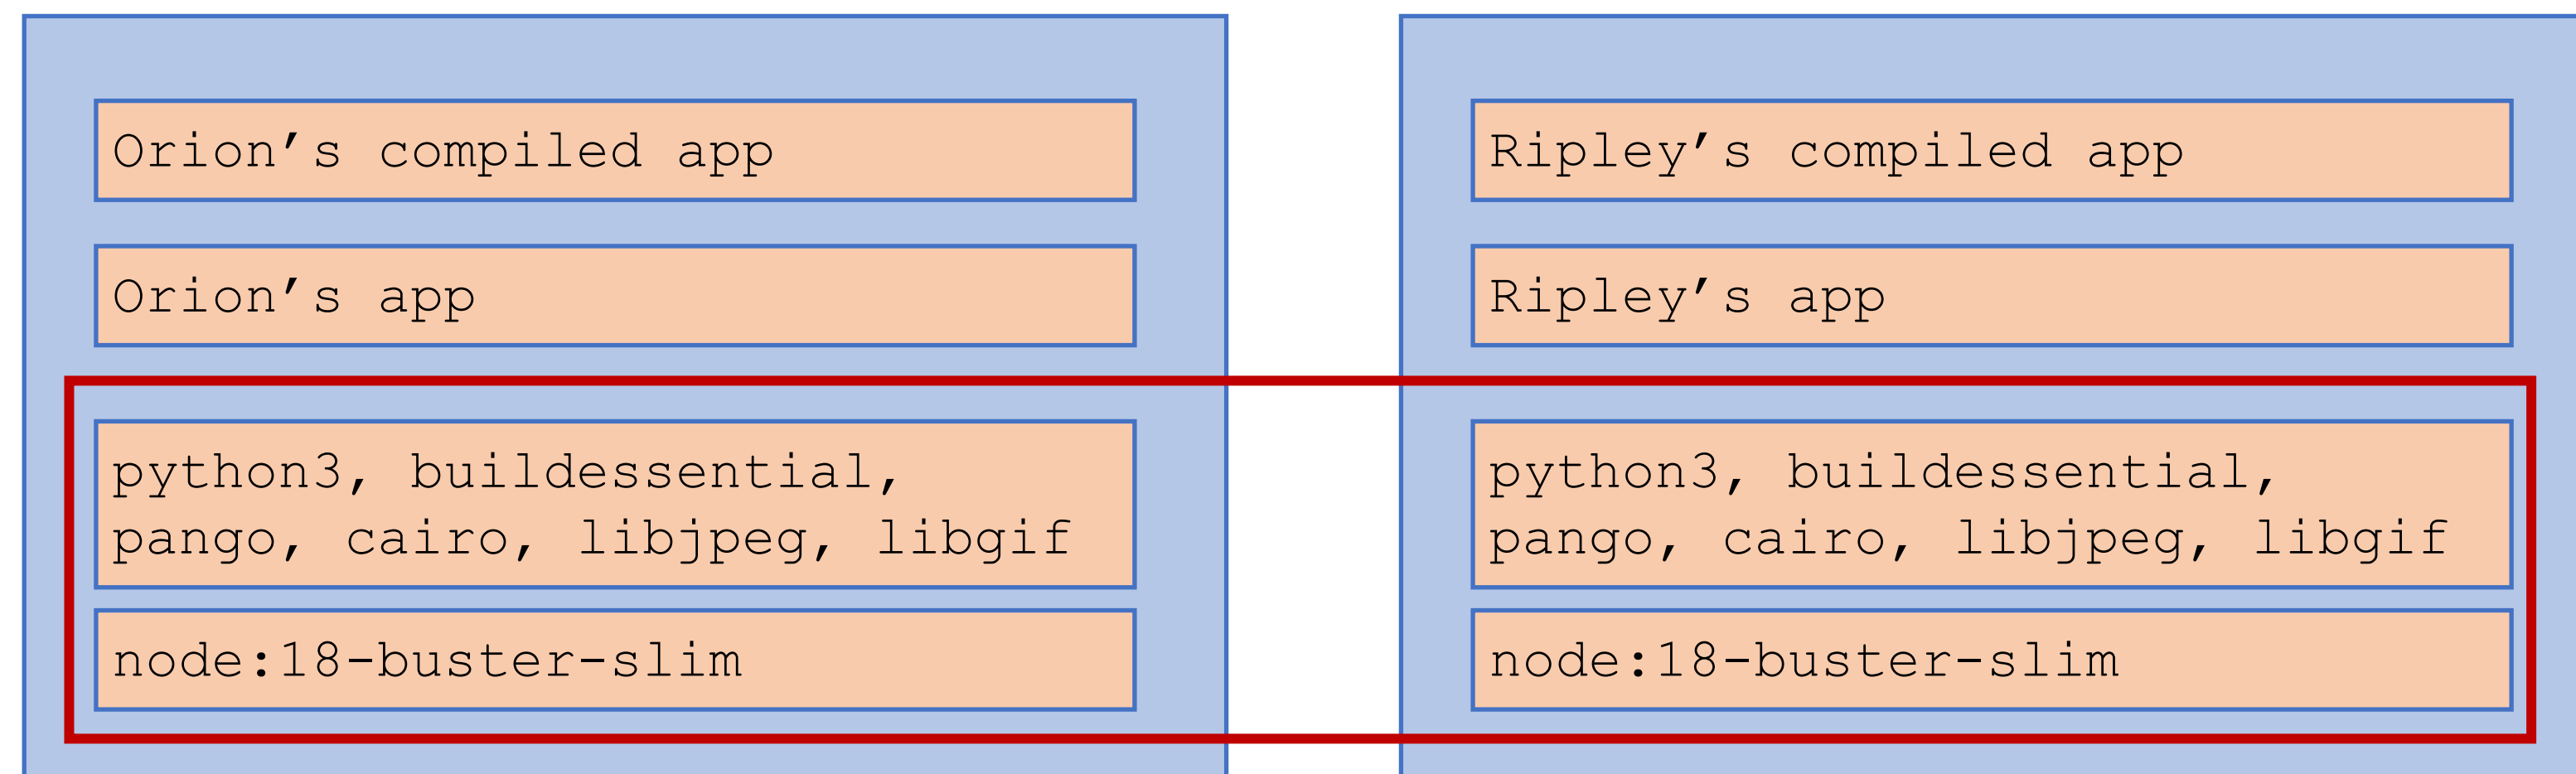 Orion’s compiled app
Orion’s app
python3, buildessential,
pango, cairo, libjpeg, libgif
node:18-buster-slim
Ripley’s compiled app
Ripley’s app
python3, buildessential,
pango, cairo, libjpeg, libgif
node:18-buster-slim